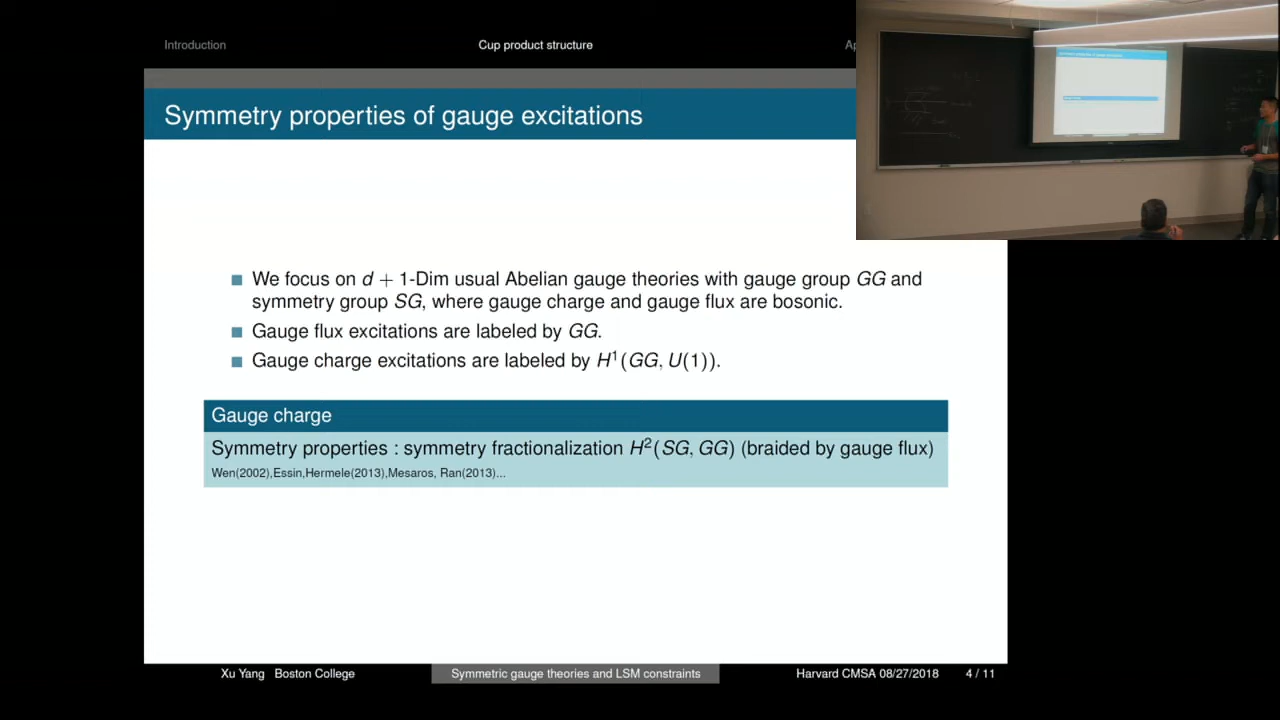 Introduction
Cup product structure
Symmetry properties of gauge excitations
We focus on d + 1-Dim usual Abelian gauge theories with gauge group GG and
symmetry group SG, where gauge charge and gauge flux are bosonic.
Gauge flux excitations are labeled by GG.
Gauge charge excitations are labeled by H¹(GG, U(1)).
Gauge charge
Symmetry properties : symmetry fractionalization H²(SG, GG) (braided by gauge flux)
Wen(2002),Essin,Hermele(2013),Mesaros, Ran(2013)...
Xu Yang Boston College
Symmetric gauge theories and LSM constraints
Harvard CMSA 08/27/2018
4 / 11